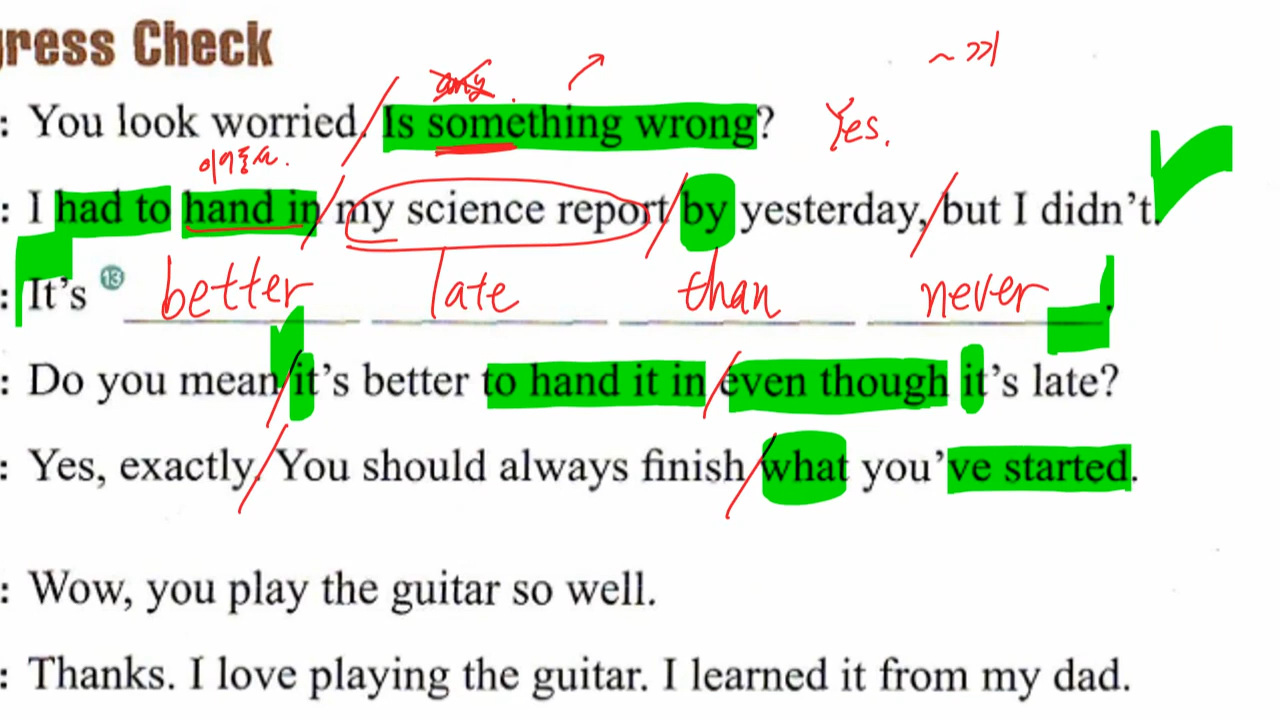 gress Check
any
~까지
: You look worried. Is something wrong? Yes.
이어동사.
: I had to hand in my science report by yesterday, but I didn't.
: It's ⑬ better late than never.
: Do you mean it's better to hand it in even though it's late?
: Yes, exactly. You should always finish what you've started.
: Wow, you play the guitar so well.
: Thanks. I love playing the guitar. I learned it from my dad.